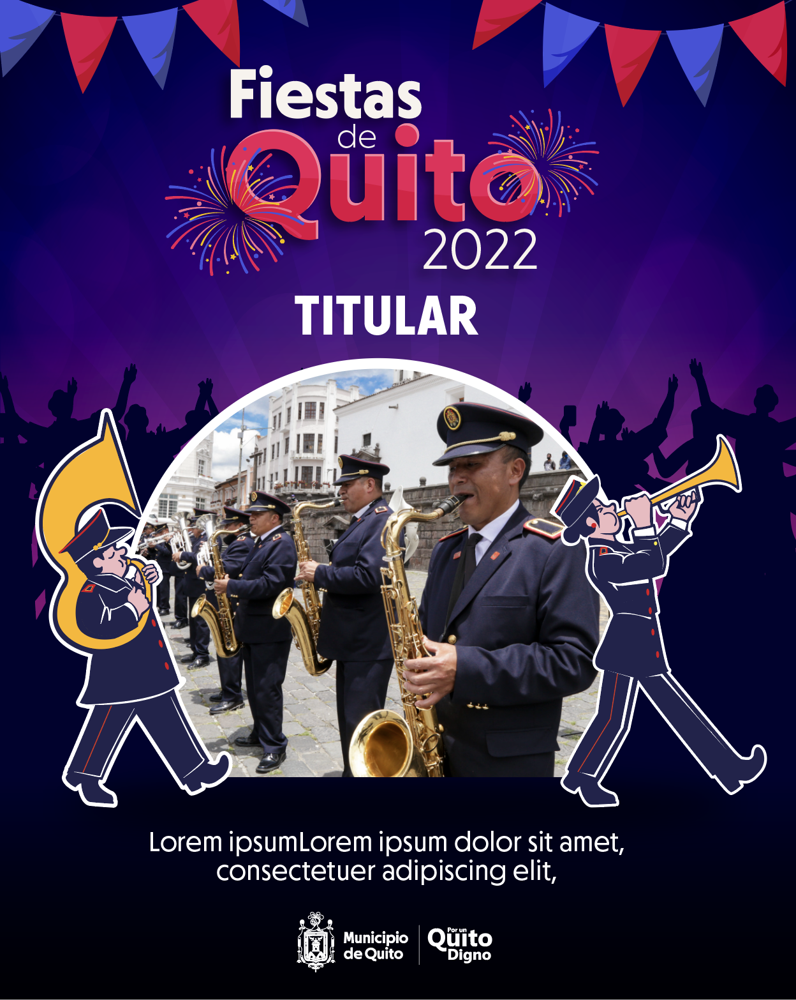 Fiestas
de
Quito
2022
TITULAR
Lorem ipsumLorem ipsum dolor sit amet,
consectetuer adipiscing elit,
Municipio
de Quito
Por un
Quito
Digno